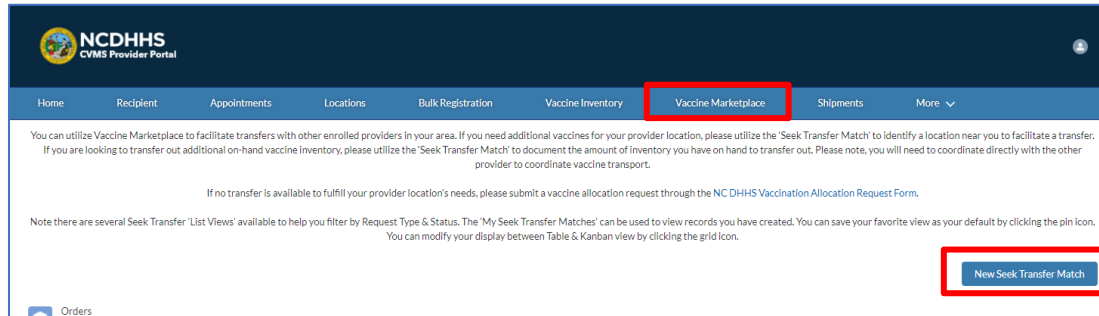 NCDHHS
CVMS Provider Portal
Home Recipient Appointments Locations Bulk Registration Vaccine Inventory Vaccine Marketplace Shipments More
You can utilize Vaccine Marketplace to facilitate transfers with other enrolled providers in your area. If you need additional vaccines for your provider location, please utilize the 'Seek Transfer Match' to identify a location near you to facilitate a transfer.
If you are looking to transfer out additional on-hand vaccine inventory, please utilize the 'Seek Transfer Match' to document the amount of inventory you have on hand to transfer out. Please note, you will need to coordinate directly with the other
provider to coordinate vaccine transport.
If no transfer is available to fulfill your provider location's needs, please submit a vaccine allocation request through the NC DHHS Vaccination Allocation Request Form.
Note there are several Seek Transfer 'List Views' available to help you filter by Request Type & Status. The 'My Seek Transfer Matches' can be used to view records you have created. You can save your favorite view as your default by clicking the pin icon.
You can modify your display between Table & Kanban view by clicking the grid icon.
New Seek Transfer Match
Orders